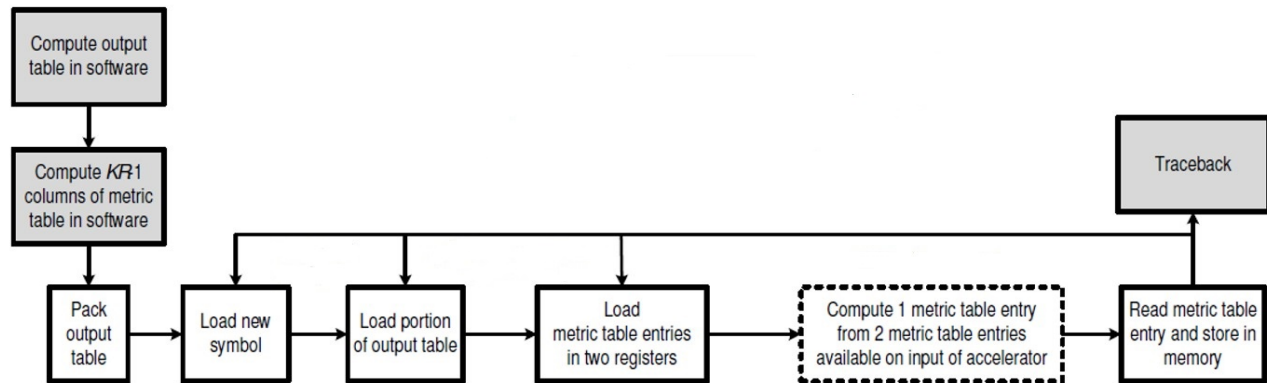 Compute output
table in software
Compute KR-1
columns of metric
table in software
Traceback
Pack
output
table
Load new
symbol
Load portion
of output table
Load
metric table entries
in two registers
Compute 1 metric table entry
from 2 metric table entries
available on input of accelerator
Read metric table
entry and store in
memory